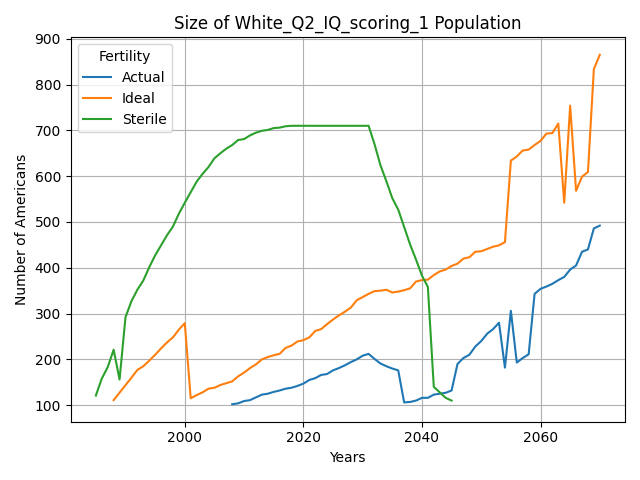 Size of White_Q2_IQ_scoring_1 Population
Number of Americans
900
800
700
600
500
400
300
200
100
Fertility
Actual
Ideal
Sterile
2000
2020
2040
2060
Years